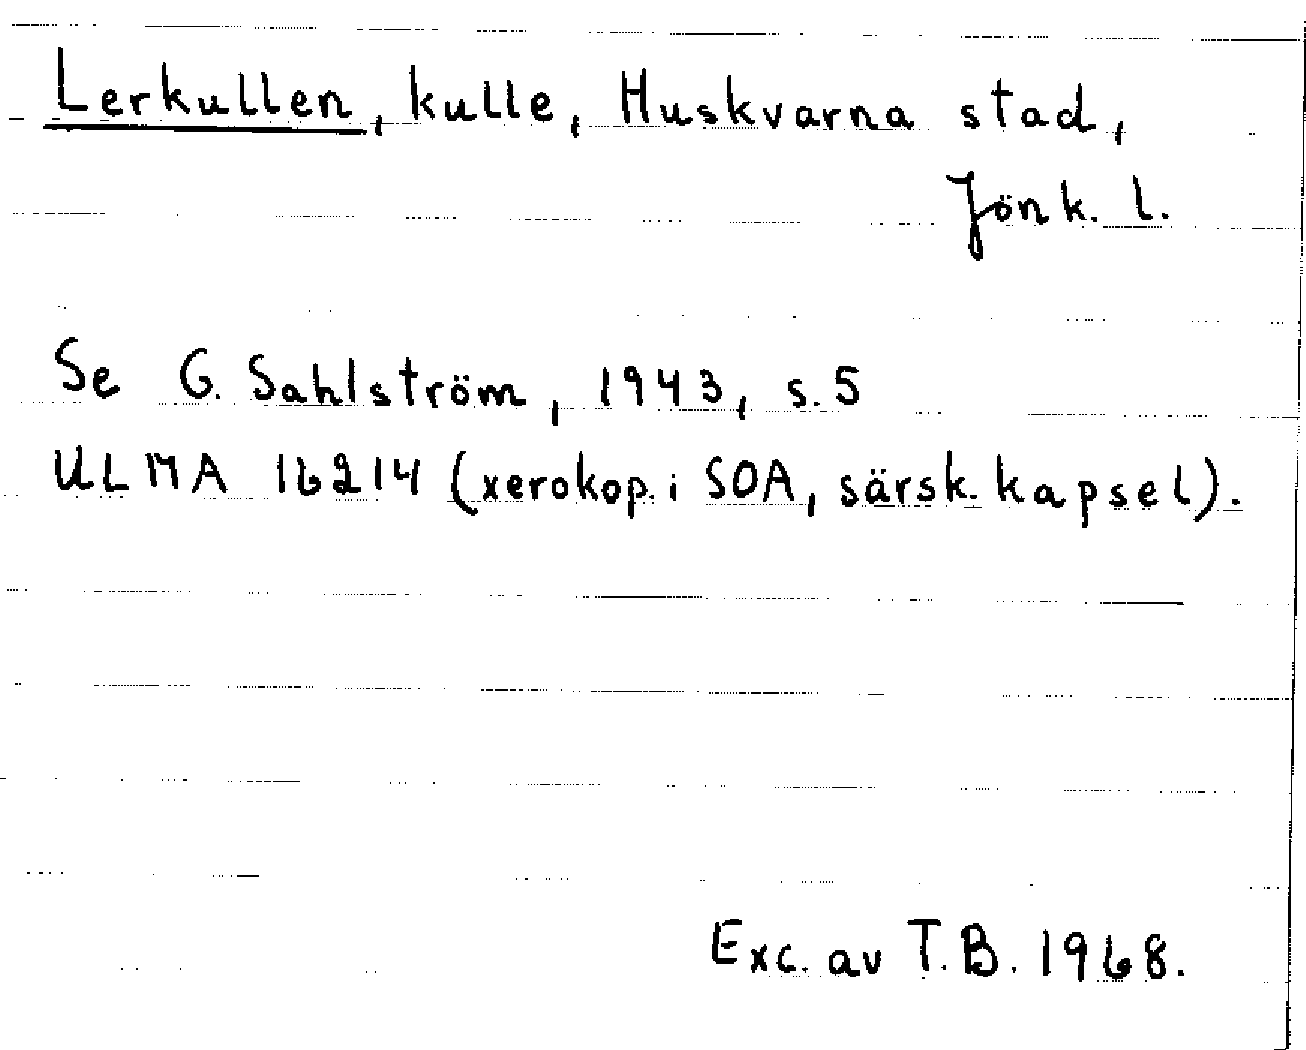 Lerkullen, kulle, Huskvarna stad,
Jönk. l.
Se G. Sahlström, 1943, s. 5
ULMA 16214 (xerokop. i SOA, särsk. kapsel).
Exc. av T.B. 1968.